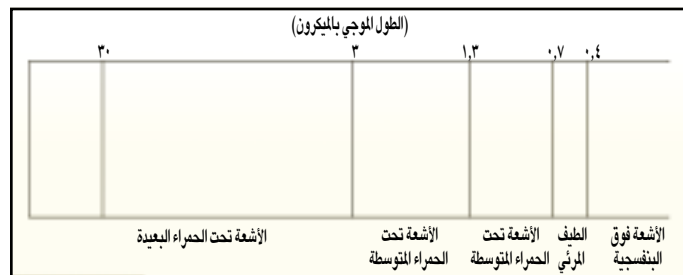 (الطول الموجي بالميكرون)
٠,٤
٠,٧
١,٣
٣
٣٠
الأشعة فوق
البنفسجية
الطيف
المرئي
الأشعة تحت
الحمراء المتوسطة
الأشعة تحت
الحمراء المتوسطة
الأشعة تحت الحمراء البعيدة